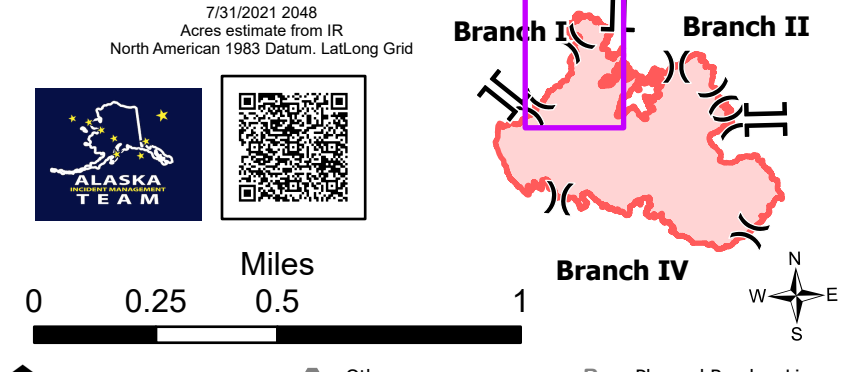 7/31/2021 2048
Acres estimate from IR
North American 1983 Datum. LatLong Grid
ALASKA
INCIDENT MANAGEMENT
TEAM
Branch I
Branch II
Branch IV
N
W E
S
Miles
0 0.25 0.5 1